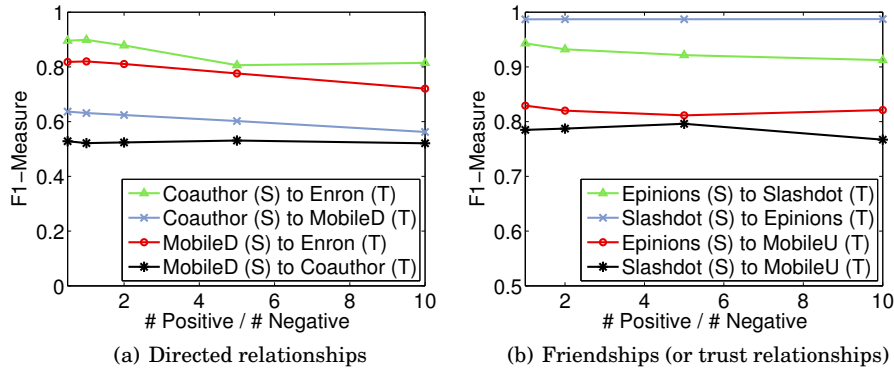 1
0.8
0.6
0.4
0.2
0
F1-Measure
Coauthor (S) to Enron (T)
Coauthor (S) to MobileD (T)
MobileD (S) to Enron (T)
MobileD (S) to Coauthor (T)
2 4 6 8 10
# Positive / # Negative
(a) Directed relationships
1
0.9
0.8
0.7
0.6
0.5
F1-Measure
Epinions (S) to Slashdot (T)
Slashdot (S) to Epinions (T)
Epinions (S) to MobileU (T)
Slashdot (S) to MobileU (T)
2 4 6 8 10
# Positive / # Negative
(b) Friendships (or trust relationships)